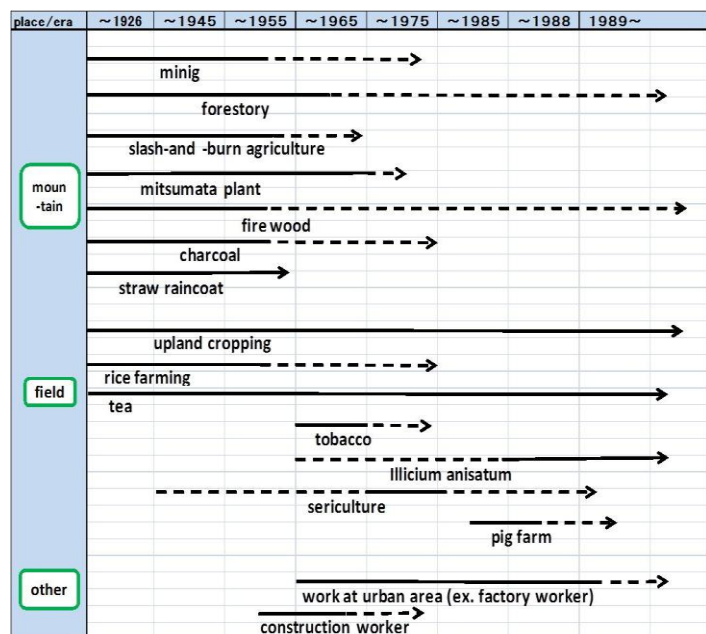 place/era ~1926 ~1945 ~1955 ~1965 ~1975 ~1985 ~1988 1989~
minig
forestory
slash-and -burn agriculture
moun
-tain
mitsumata plant
fire wood
charcoal
straw raincoat
upland cropping
rice farming
field
tea
tobacco
Illicium anisatum
sericulture
pig farm
other
work at urban area (ex. factory worker)
construction worker